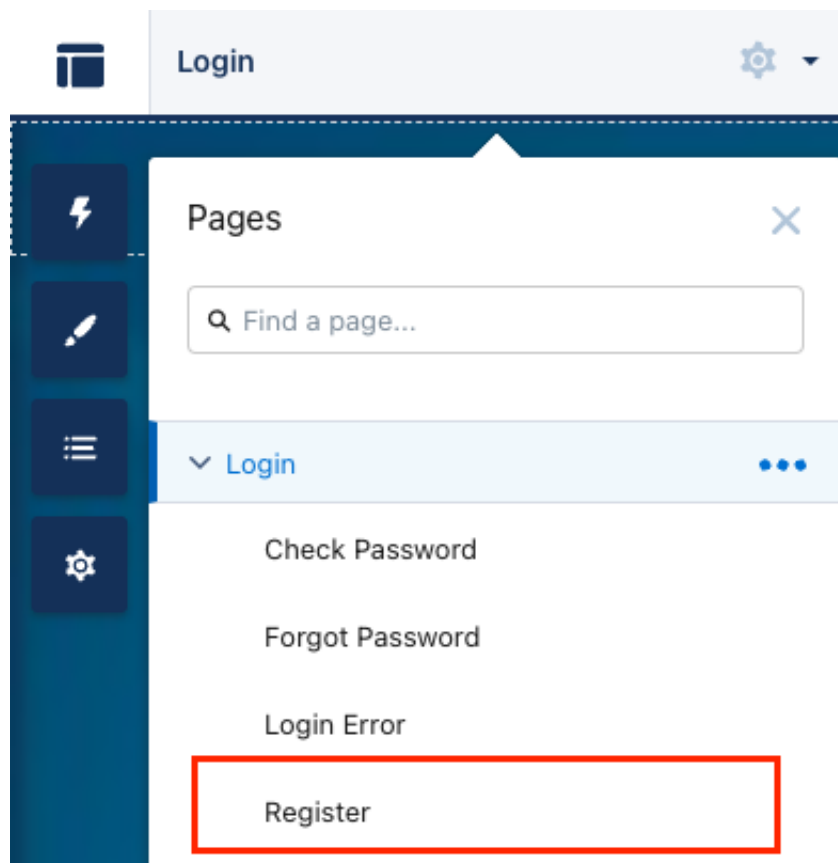 Login
Pages
Find a page...
Login
Check Password
Forgot Password
Login Error
Register